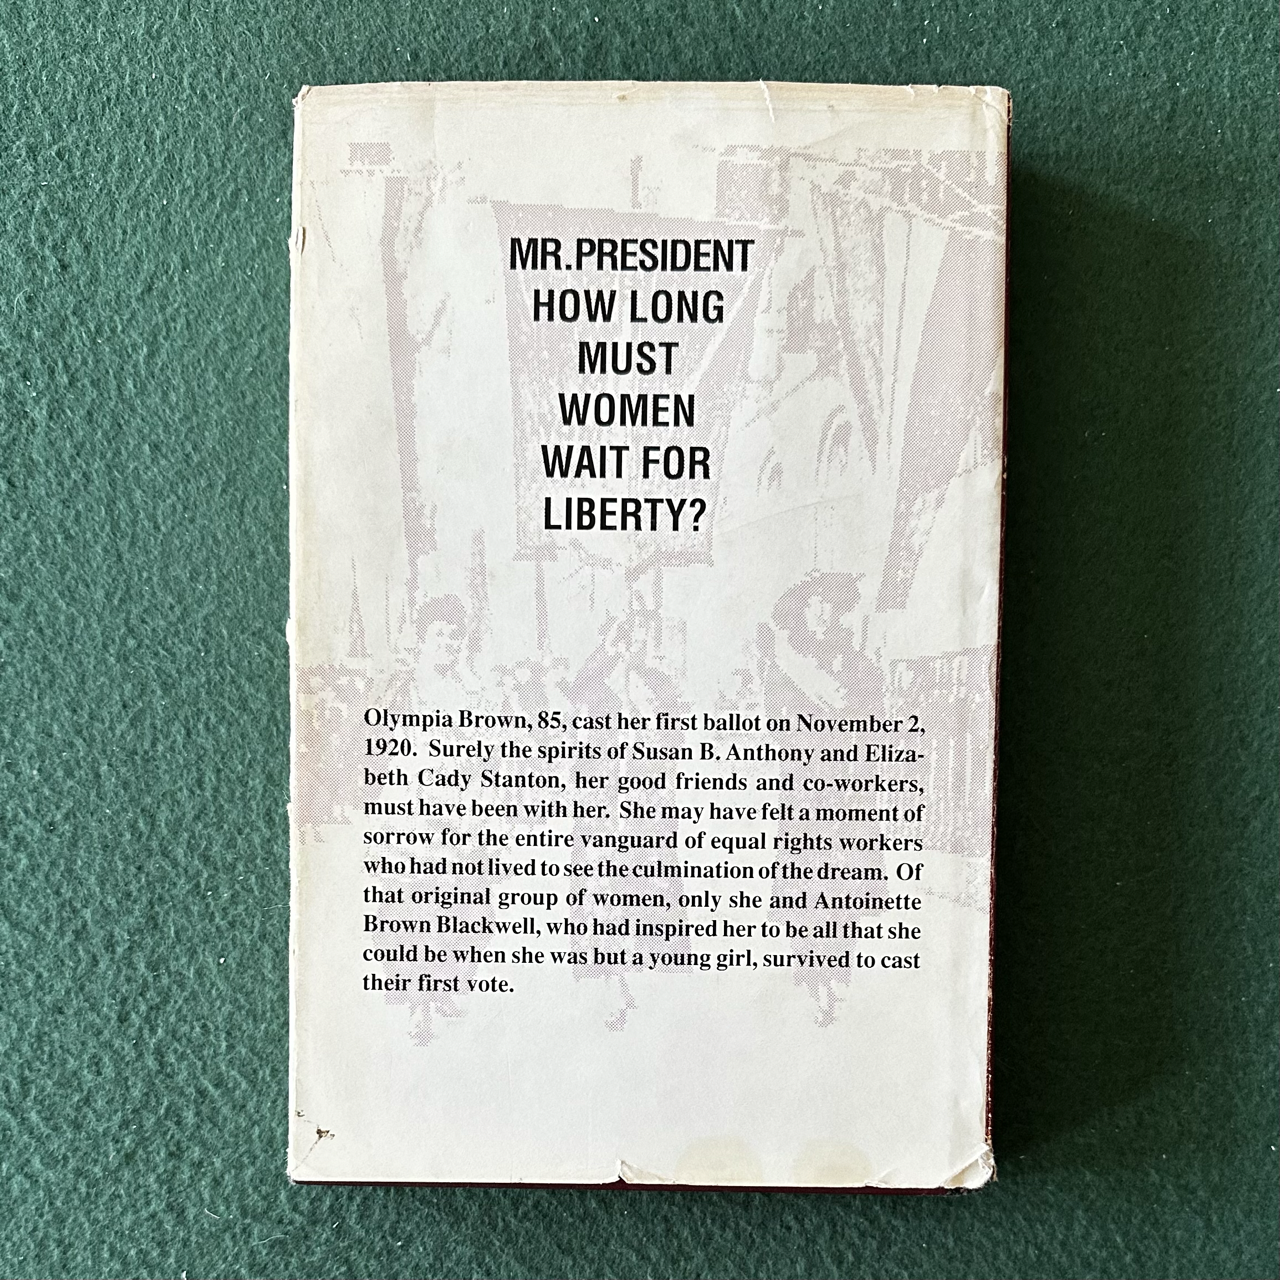 MR.PRESIDENT
HOW LONG
MUST
WOMEN
WAIT FOR
LIBERTY?
Olympia Brown, 85, cast her first ballot on November 2,
1920. Surely the spirits of Susan B. Anthony and Eliza-
beth Cady Stanton, her good friends and co-workers,
must have been with her. She may have felt a moment of
sorrow for the entire vanguard of equal rights workers
who had not lived to see the culmination of the dream. Of
that original group of women, only she and Antoinette
Brown Blackwell, who had inspired her to be all that she
could be when she was but a young girl, survived to cast
their first vote.